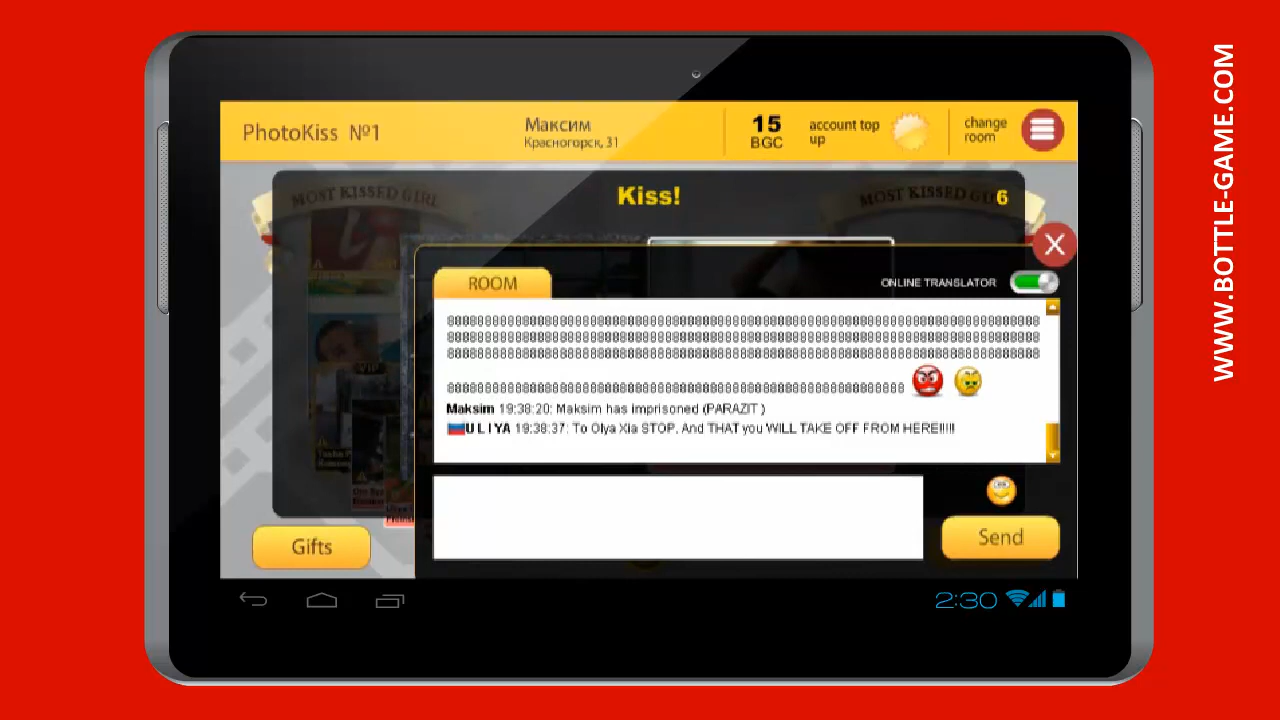 WWW.BOTTLE-GAME.COM
PhotoKiss №1
Максим
Красногорск, 31
15
BGC
account top
up
change
room
MOST KISSED GIRL
Kiss!
MOST KISSED
6
ROOM
ONLINE TRANSLATOR
Maksim 19:38:20: Maksim has imprisoned (PARAZIT )
U L I YA 19:38:37: To Olya Xia STOP. And THAT you WILL TAKE OFF FROM HERE!!!!!
VIP
Gifts
Send
2:30